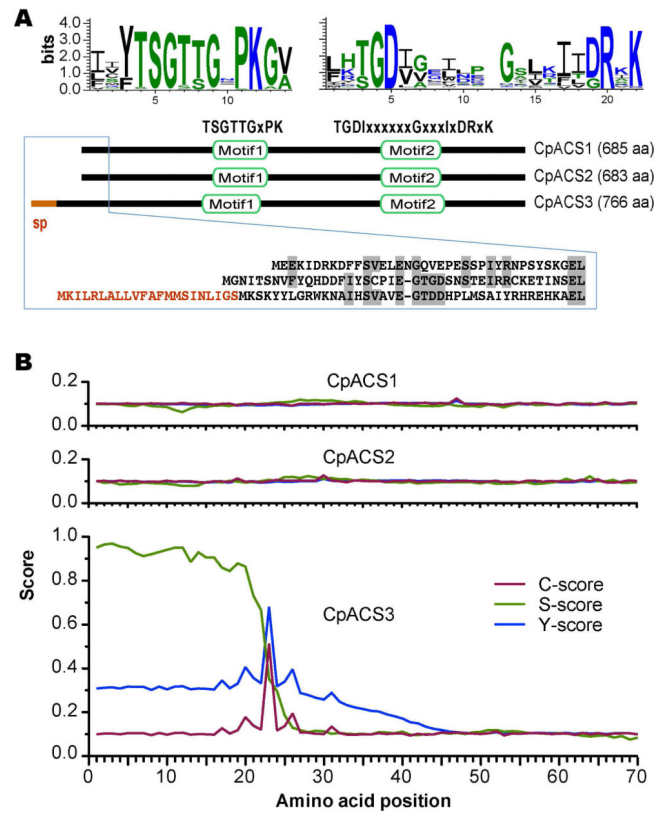 A
bits
4.0
3.0
2.0
1.0
0.0
YTSGTTG PKGV
5 10
TGD G DR K
5 10 15 20
TSGTTGxPK TGDIxxxxxxGxxxIxDRxK
Motif1 Motif2 CpACS1 (685 aa)
Motif1 Motif2 CpACS2 (683 aa)
Motif1 Motif2 CpACS3 (766 aa)
sp
MEEKIDRKDFFSVELENGQVEPESSPIYRNPSYSKGEL
MGNITSNVFYQHDDFIYSCPIE-GTGDSNSTEIRRCKETINSEL
MKILRLALLVFAFMMSINLIGSMKSKYYLGRWKNAIHSVAVE-GTDDHPLMSAIYRHREHKAEL
B
CpACS1
0.2
0.0
CpACS2
0.2
0.0
1.0
0.8
0.6
0.4
0.2
0.0
Score
CpACS3
C-score
S-score
Y-score
0 10 20 30 40 50 60 70
Amino acid position